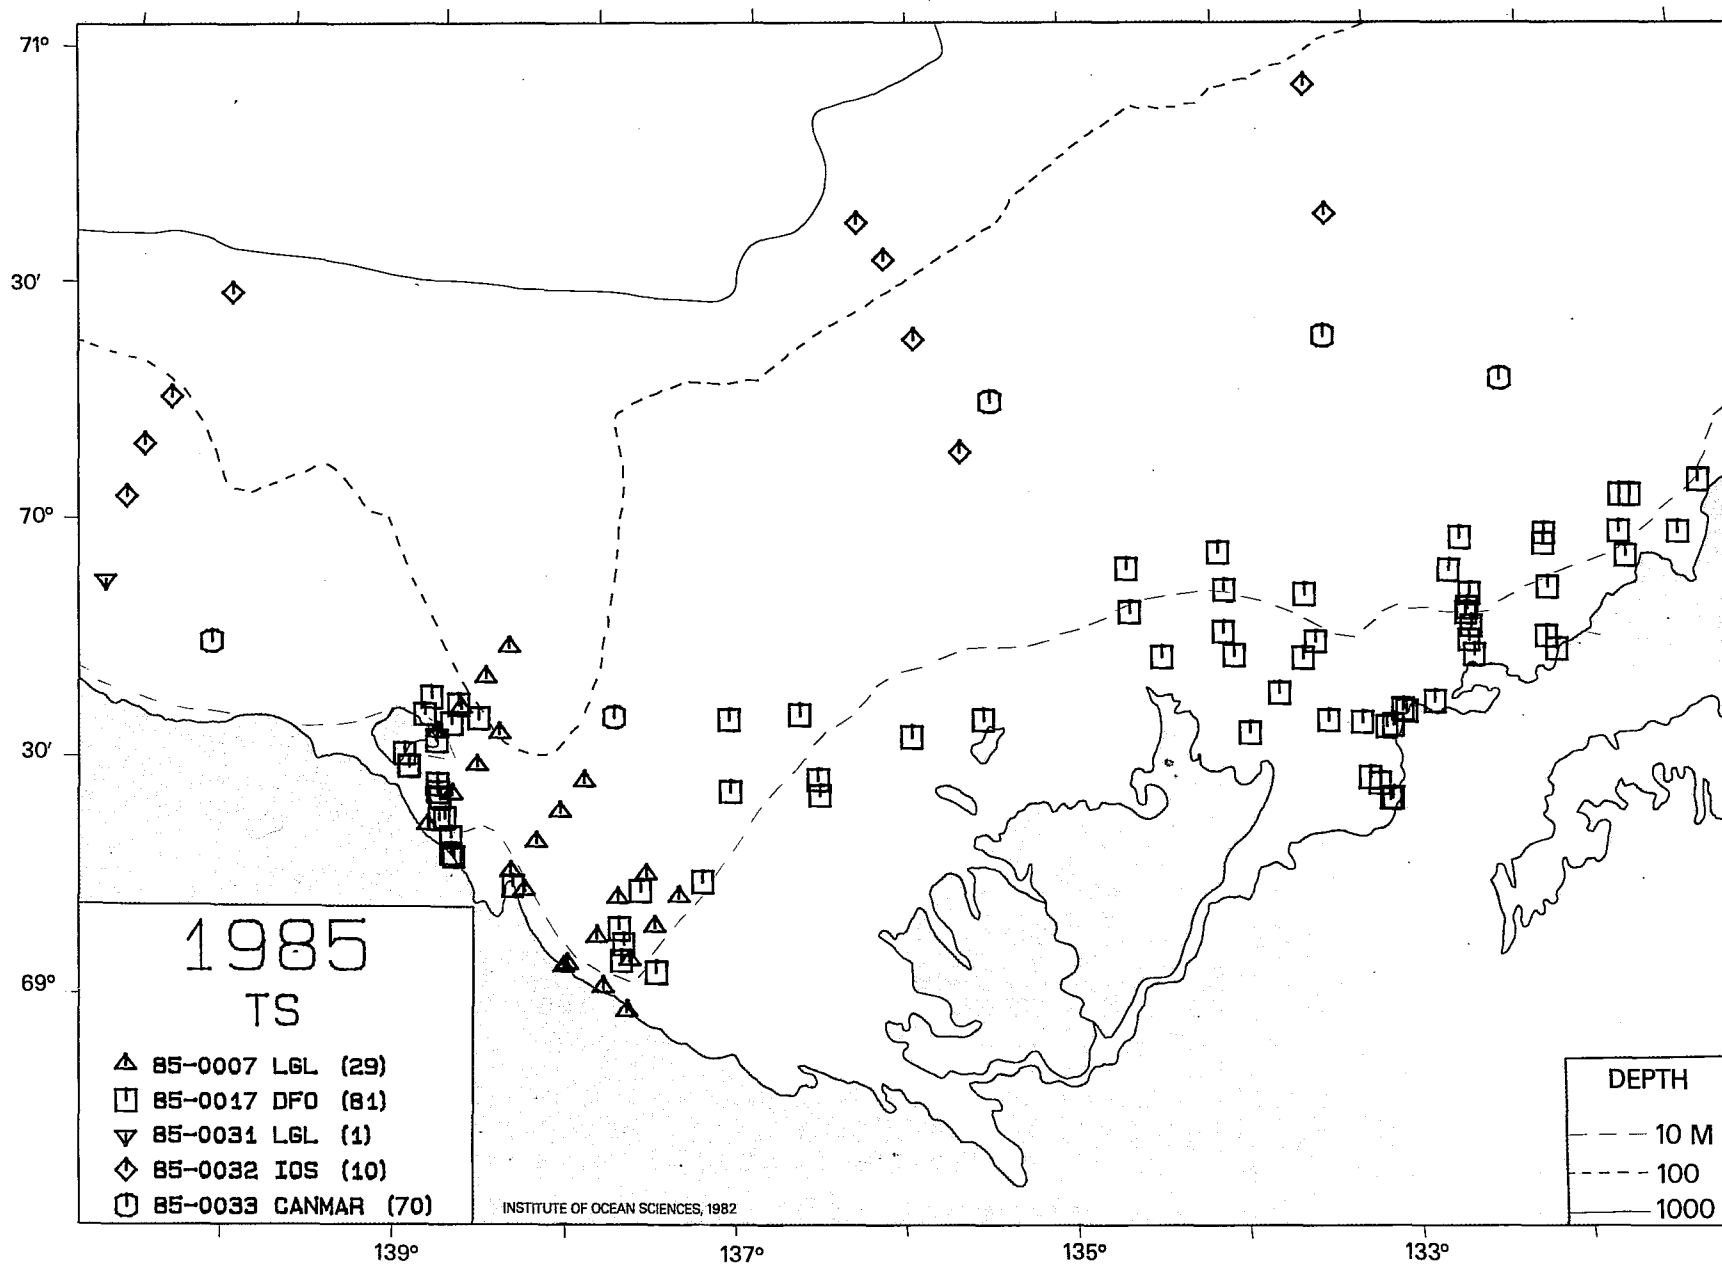 71°
30'
70°
30'
69°
1985
TS
85-0007 LGL (29)
85-0017 DFO (81)
85-0031 LGL (1)
85-0032 IOS (10)
85-0033 CANMAR (70)
INSTITUTE OF OCEAN SCIENCES, 1982
DEPTH
10 M
100
1000
139°
137°
135°
133°